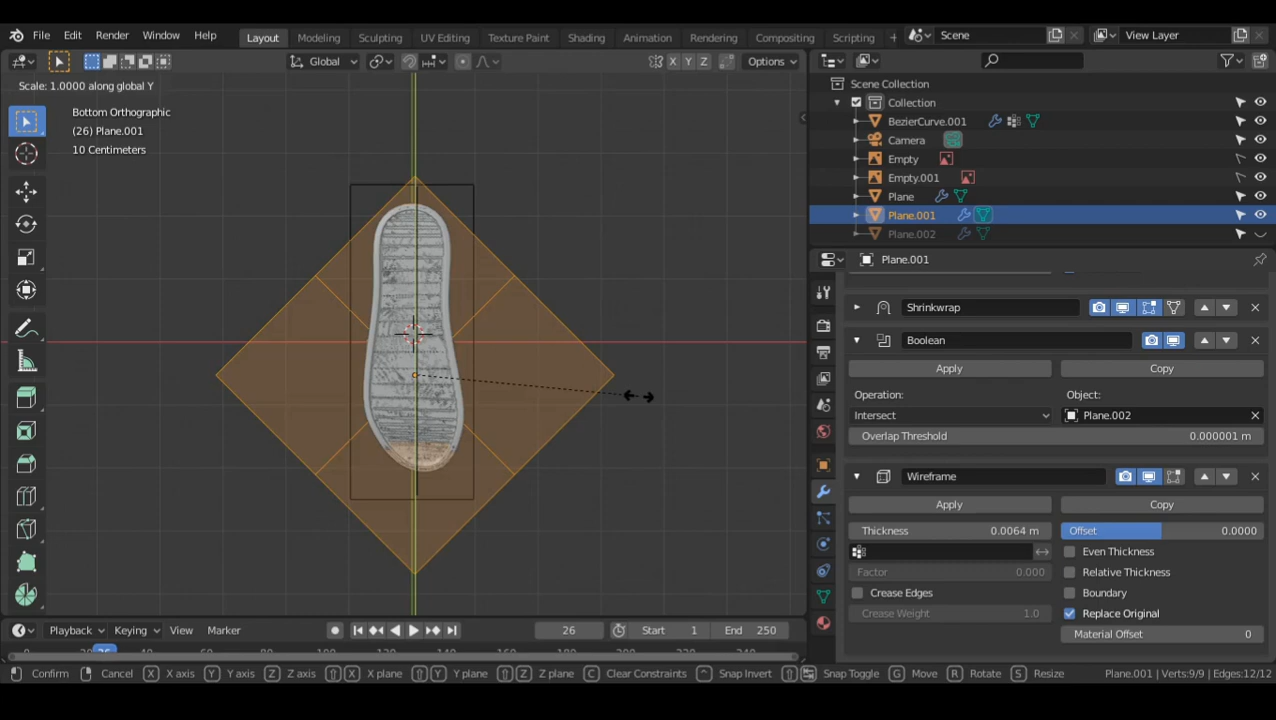 File Edit Render Window Help
Layout Modeling Sculpting UV Editing Texture Paint Shading Animation Rendering Compositing Scripting +
Scene View Layer
Global X Y Z Options
Scale: 1.0000 along global Y
Bottom Orthographic
(26) Plane.001
10 Centimeters
Scene Collection
Collection
BezierCurve.001
Camera
Empty
Empty.001
Plane
Plane.001
Plane.002
Plane.001
Shrinkwrap
Boolean
Apply Copy
Operation: Object:
Intersect Plane.002
Overlap Threshold 0.000001 m
Wireframe
Apply Copy
Thickness 0.0064 m Offset 0.0000
Even Thickness
Factor 0.000 Relative Thickness
Crease Edges Boundary
Crease Weight 1.0 Replace Original
Material Offset 0
Playback Keying View Marker 26 Start 1 End 250
Confirm Cancel X X axis Y Y axis Z Z axis X X plane Y Y plane Z Z plane C Clear Constraints Snap Invert Snap Toggle G Move R Rotate S Resize Plane.001 | Verts:9/9 | Edges:12/12